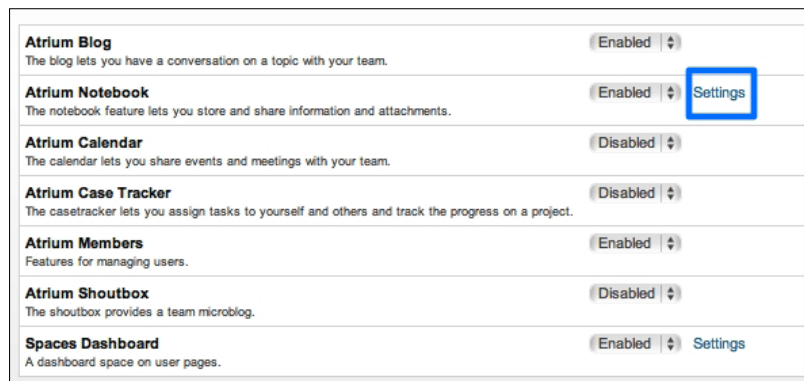 Atrium Blog Enabled
The blog lets you have a conversation on a topic with your team.
Atrium Notebook Enabled Settings
The notebook feature lets you store and share information and attachments.
Atrium Calendar Disabled
The calendar lets you share events and meetings with your team.
Atrium Case Tracker Disabled
The casetracker lets you assign tasks to yourself and others and track the progress on a project.
Atrium Members Enabled
Features for managing users.
Atrium Shoutbox Disabled
The shoutbox provides a team microblog.
Spaces Dashboard Enabled Settings
A dashboard space on user pages.